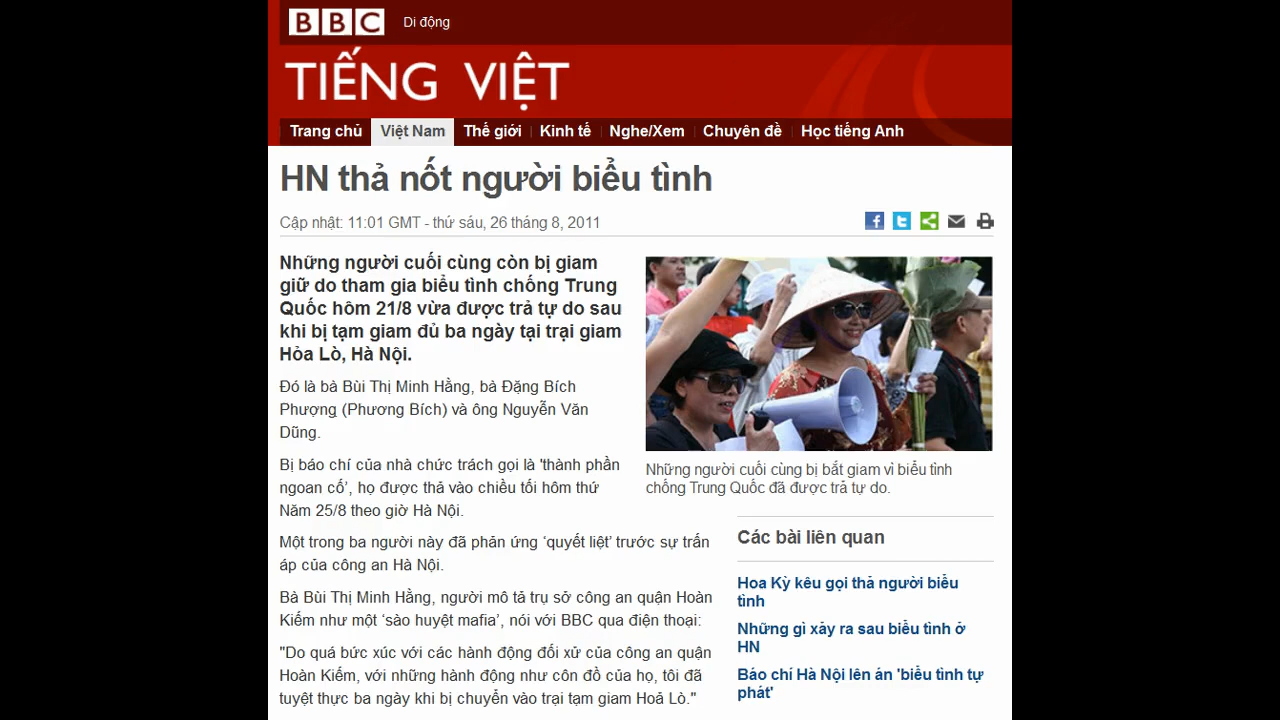 BBC Di động
TIẾNG VIỆT
Trang chủ Việt Nam Thế giới Kinh tế Nghe/Xem Chuyên đề Học tiếng Anh
HN thả nốt người biểu tình
Cập nhật: 11:01 GMT - thứ sáu, 26 tháng 8, 2011
Những người cuối cùng còn bị giam
giữ do tham gia biểu tình chống Trung
Quốc hôm 21/8 vừa được trả tự do sau
khi bị tạm giam đủ ba ngày tại trại giam
Hỏa Lò, Hà Nội.
Đó là bà Bùi Thị Minh Hằng, bà Đặng Bích
Phượng (Phương Bích) và ông Nguyễn Văn
Dũng.
Bị báo chí của nhà chức trách gọi là 'thành phần
ngoan cố’, họ được thả vào chiều tối hôm thứ
Năm 25/8 theo giờ Hà Nội.
Một trong ba người này đã phản ứng ‘quyết liệt’ trước sự trấn
áp của công an Hà Nội.
Bà Bùi Thị Minh Hằng, người mô tả trụ sở công an quận Hoàn
Kiếm như một ‘sào huyệt mafia’, nói với BBC qua điện thoại:
"Do quá bức xúc với các hành động đối xử của công an quận
Hoàn Kiếm, với những hành động như côn đồ của họ, tôi đã
tuyệt thực ba ngày khi bị chuyển vào trại tạm giam Hoả Lò."
Những người cuối cùng bị bắt giam vì biểu tình
chống Trung Quốc đã được trả tự do.
Các bài liên quan
Hoa Kỳ kêu gọi thả người biểu
tình
Những gì xảy ra sau biểu tình ở
HN
Báo chí Hà Nội lên án 'biểu tình tự
phát'